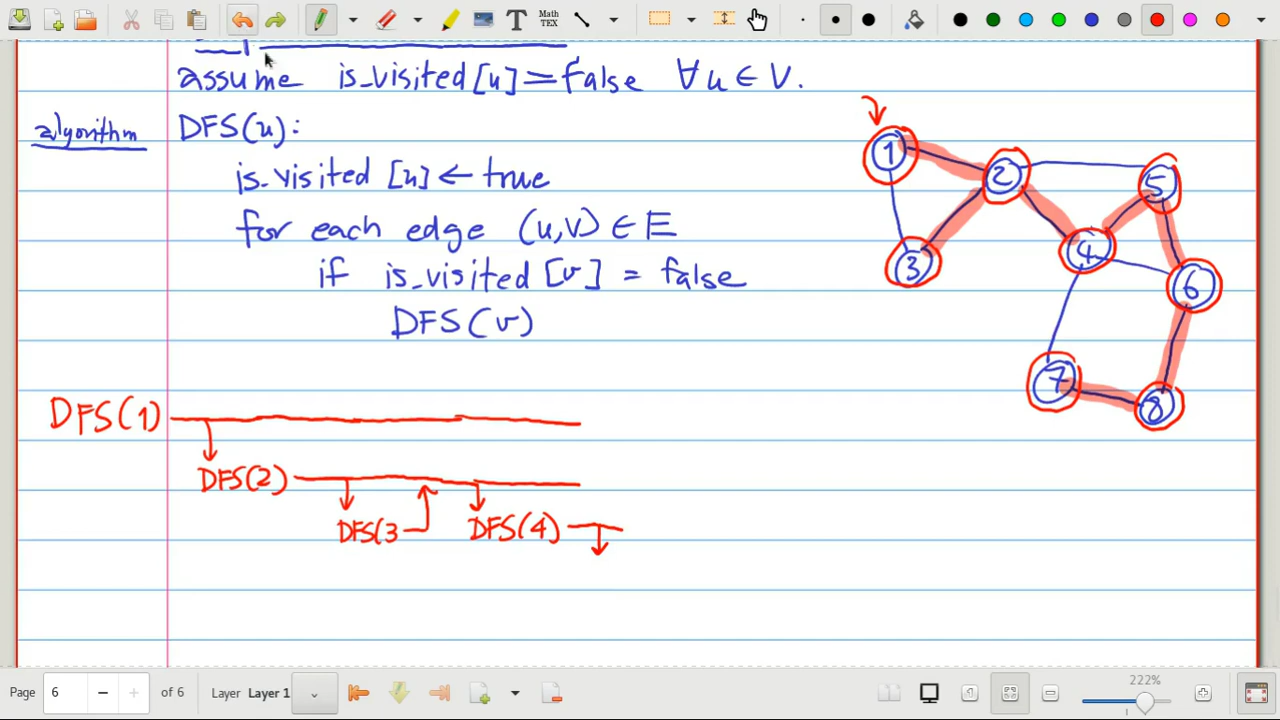 Math
TEX
assume is_visited [u] = false ∀u ∈ V.
algorithm DFS(u):
is_visited [u] ← true
for each edge (u,v) ∈ E
if is_visited [v] = false
DFS(v)
1
2
5
4
3
6
7
8
DFS(1)
DFS(2)
DFS(3 DFS(4)
222%
Page 6 of 6 Layer Layer 1